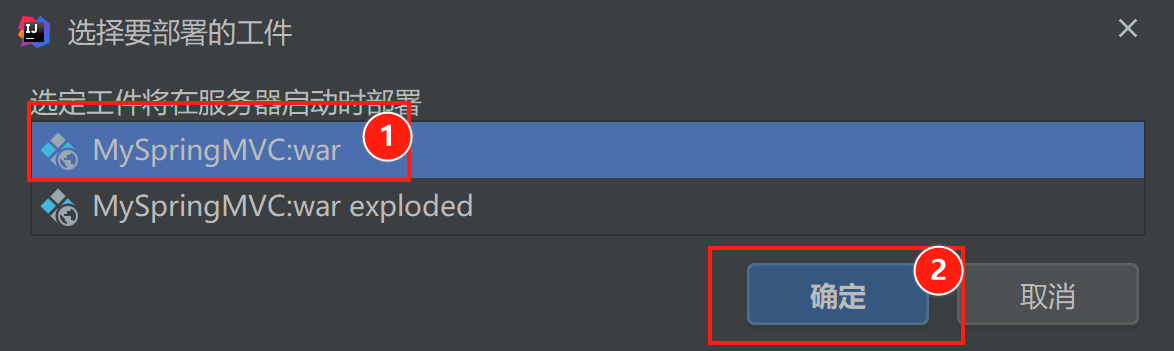 IJ 选择要部署的工件
选定工件将在服务器启动时部署
MySpringMVC:war 1
MySpringMVC:war exploded
确定 2 取消